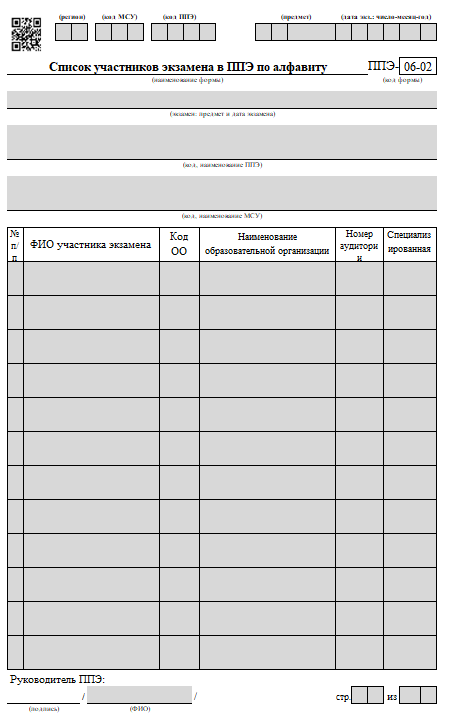 (регион) (код МСУ) (код ППЭ) (предмет) (дата экз.: число-месяц-год)
Список участников экзамена в ППЭ по алфавиту ППЭ- 06-02
(наименование формы) (код формы)
(экзамен: предмет и дата экзамена)
(код, наименование ППЭ)
(код, наименование МСУ)
№ п/п
ФИО участника экзамена
Код ОО
Наименование
образовательной организации
Номер
аудитори
и
Специализ
ированная
Руководитель ППЭ:
/ /
(подпись) (ФИО)
стр. из